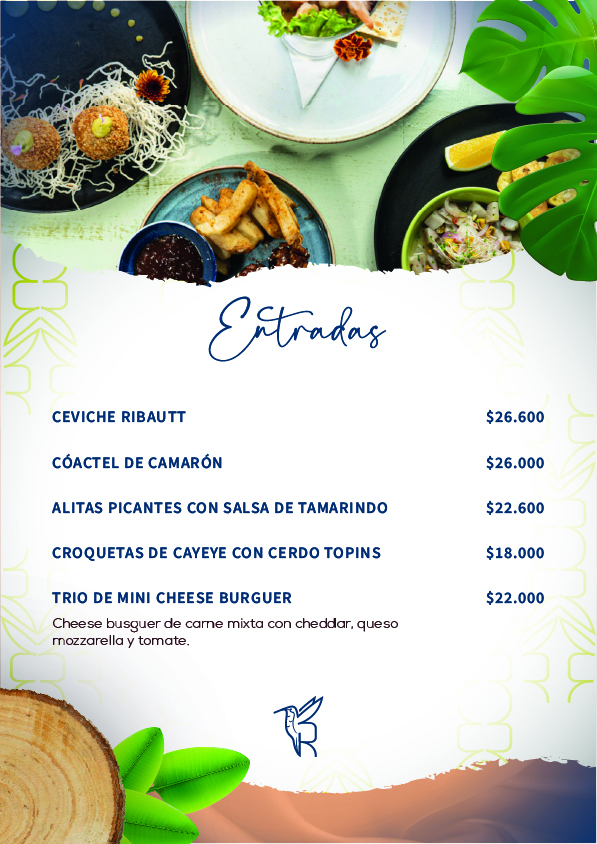 Entradas
CEVICHE RIBAUTT $26.600
CÓACTEL DE CAMARÓN $26.000
ALITAS PICANTES CON SALSA DE TAMARINDO $22.600
CROQUETAS DE CAYEYE CON CERDO TOPINS $18.000
TRIO DE MINI CHEESE BURGUER $22.000
Cheese busguer de carne mixta con cheddar, queso
mozzarella y tomate.